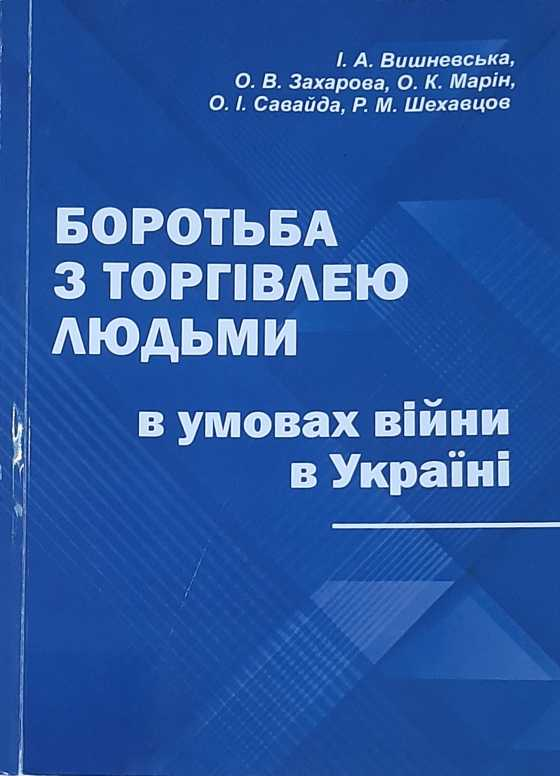 І. А. Вишневська,
О. В. Захарова, О. К. Марін,
О. І. Савайда, Р. М. Шехавцов
БОРОТЬБА
З ТОРГІВЛЕЮ
ЛЮДЬМИ
в умовах війни
в Україні